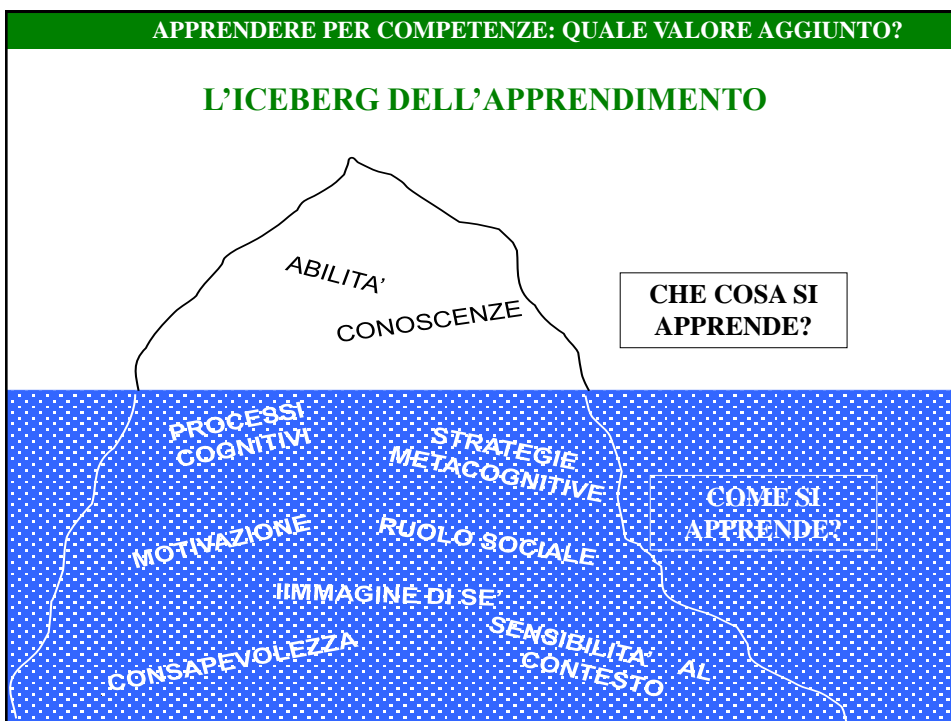 APPRENDERE PER COMPETENZE: QUALE VALORE AGGIUNTO?
L’ICEBERG DELL’APPRENDIMENTO
ABILITA’
CONOSCENZE
CHE COSA SI
APPRENDE?
PROCESSI
COGNITIVI
STRATEGIE
METACOGNITIVE
COME SI
APPRENDE?
MOTIVAZIONE
RUOLO SOCIALE
IIMMAGINE DI SE’
CONSAPEVOLEZZA
SENSIBILITA’ AL
CONTESTO